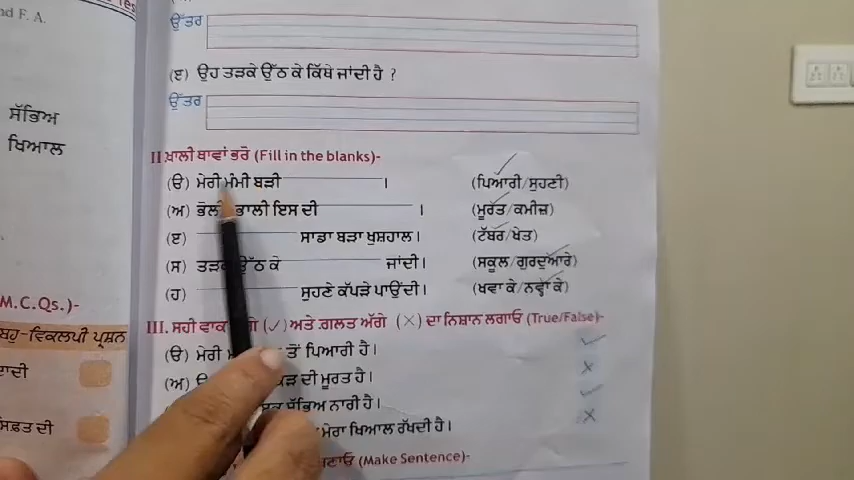 nd F. A.
ਸੱਭਿਅ
ਖਿਆਲ
M.C.Qs.)-
ਬਹੁ-ਵਿਕਲਪੀ ਪ੍ਰਸ਼ਨ
ਉੱਤਰ
(ੲ) ਉਹ ਤੜਕੇ ਉੱਠ ਕੇ ਕਿੱਥੇ ਜਾਂਦੀ ਹੈ ?
ਉੱਤਰ
II ਖ਼ਾਲੀ ਥਾਵਾਂ ਭਰੋ (Fill in the blanks)-
(ੳ) ਮੇਰੀ ਮੰਮੀ ਬੜੀ । (ਪਿਆਰੀ/ਸੁਹਣੀ)
(ਅ) ਭੋਲੀ ਭਾਲੀ ਇਸ ਦੀ । (ਮੂਰਤ/ਕਮੀਜ਼)
(ੲ) ਸਾਡਾ ਬੜਾ ਖੁਸ਼ਹਾਲ। (ਟੱਬਰ/ਖੇਤ)
(ਸ) ਤੜਕੇ ਉੱਠ ਕੇ ਜਾਂਦੀ। (ਸਕੂਲ/ਗੁਰਦੁਆਰੇ)
(ਹ) ਸੁਹਣੇ ਕੱਪੜੇ ਪਾਉਂਦੀ। (ਖਵਾ ਕੇ/ਨਵ੍ਹਾ ਕੇ)
III. ਸਹੀ ਵਾਕ ਅੱਗੇ (✓) ਅਤੇ ਗ਼ਲਤ ਅੱਗੇ (×) ਦਾ ਨਿਸ਼ਾਨ ਲਗਾਓ (True/False)-
(ੳ) ਮੇਰੀ ਤੋਂ ਪਿਆਰੀ ਹੈ। ✓
(ਅ) ਦੀ ਮੂਰਤ ਹੈ। ×
ਸੱਭਿਅ ਨਾਰੀ ਹੈ। ✓
ਮੇਰਾ ਖਿਆਲ ਰੱਖਦੀ ਹੈ। ×
(Make Sentence)-